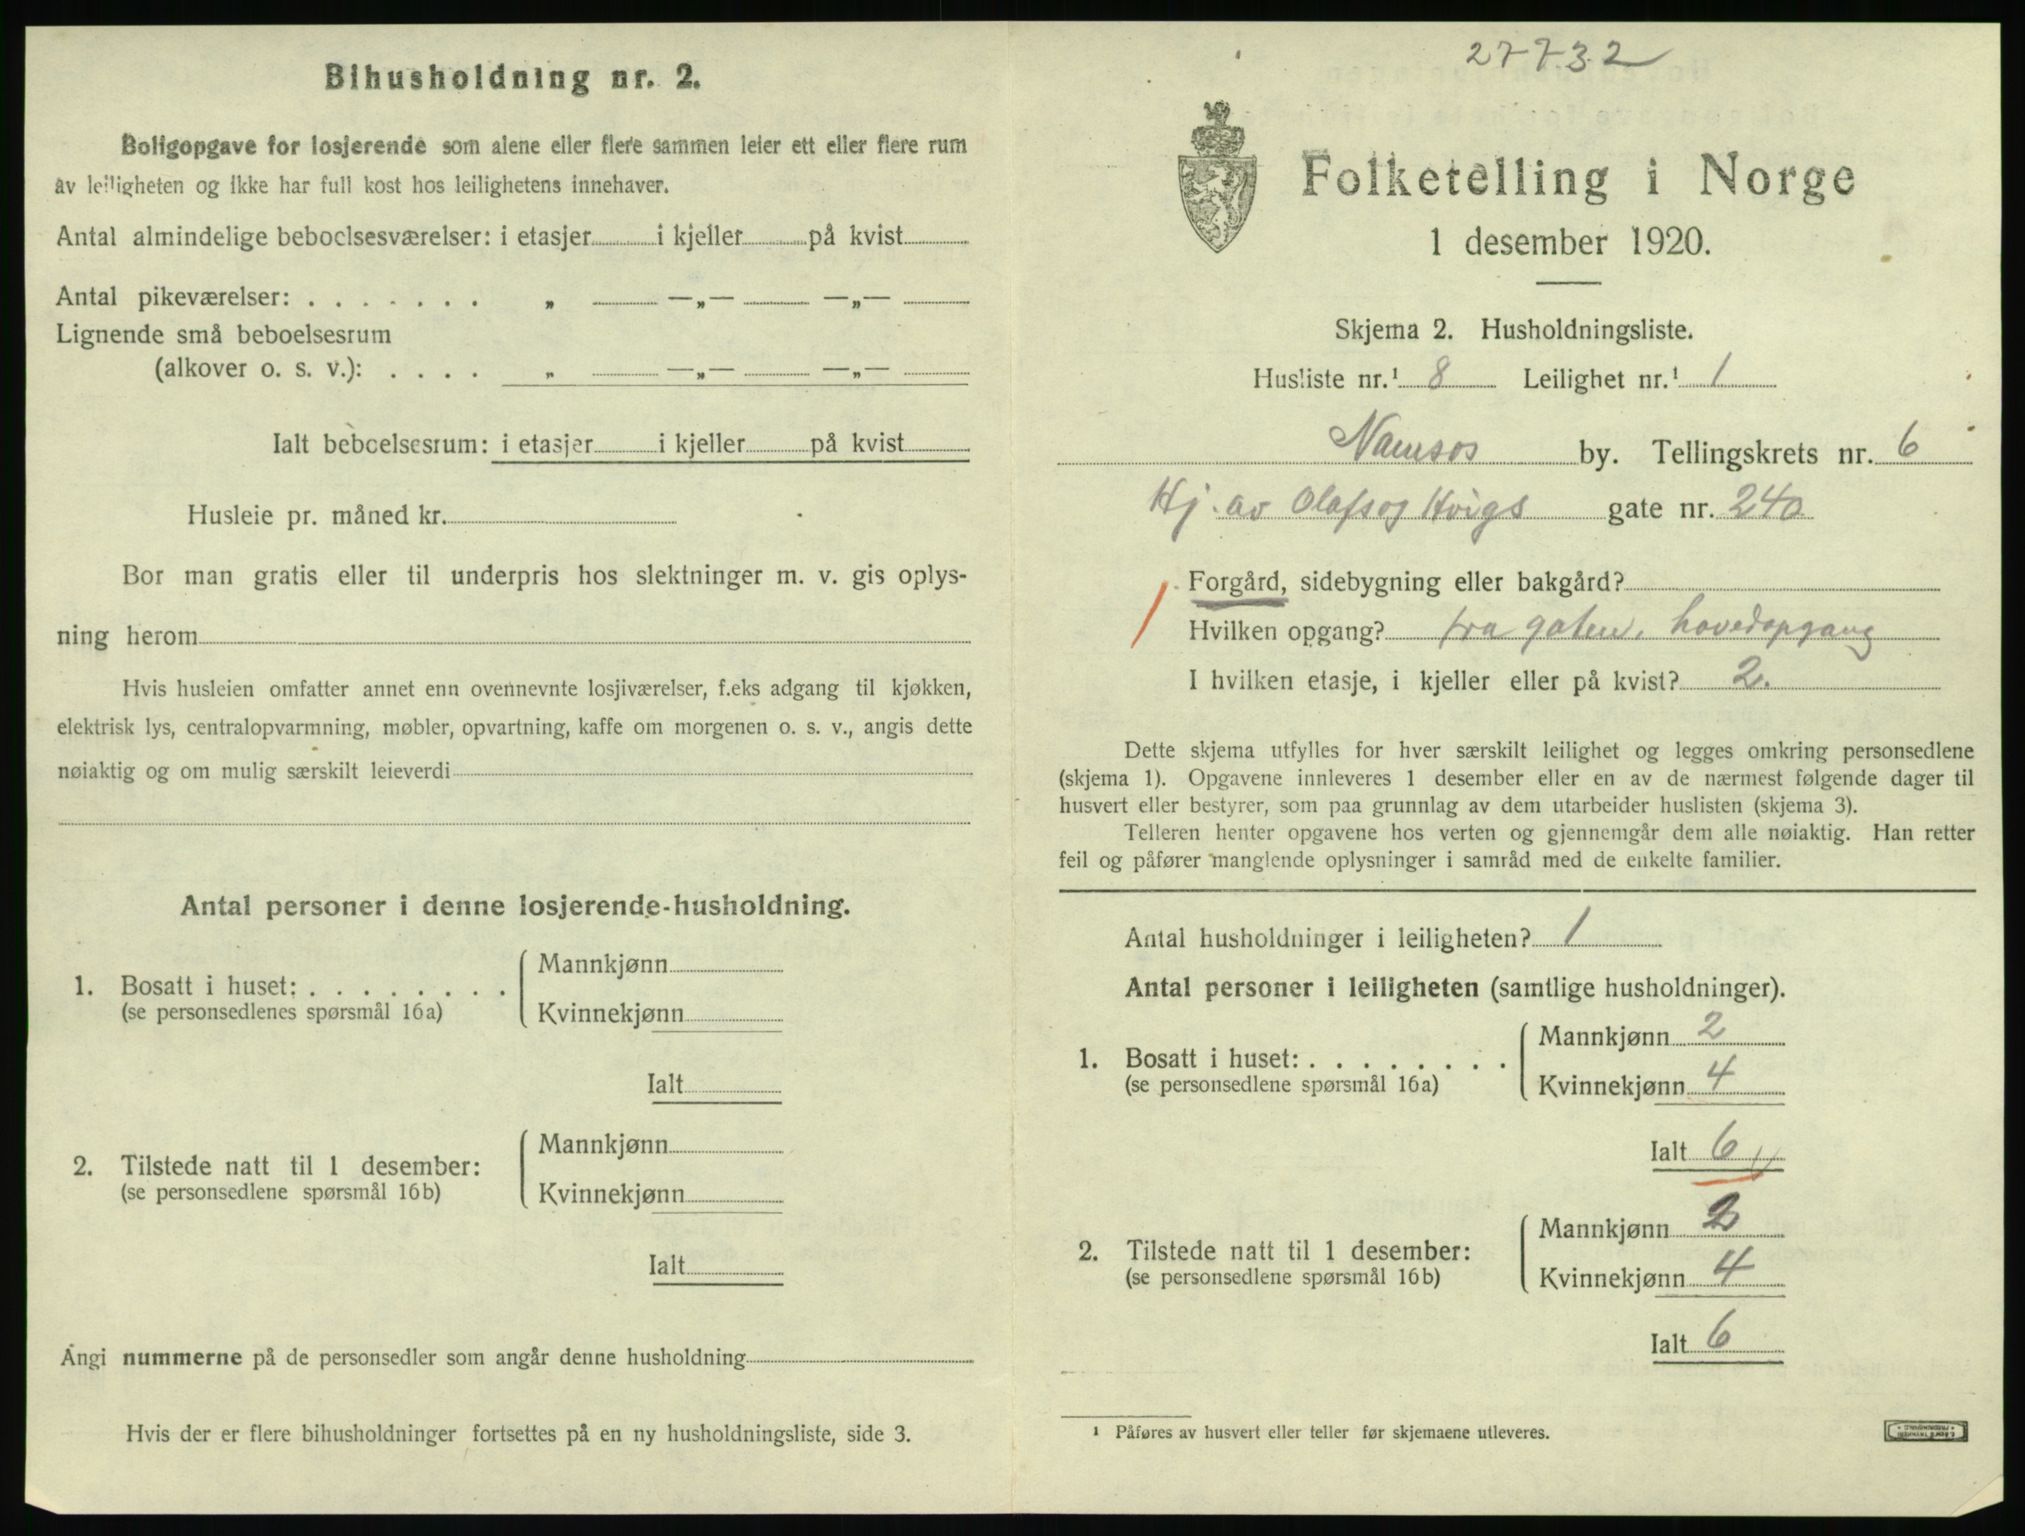 Bihusholdning nr. 2.
Boligopgave for losjerende som alene eller flere sammen leier ett eller flere rum
av leiligheten og ikke har full kost hos leilighetens innehaver.
Antal almindelige beboelsesværelser: i etasjer i kjeller på kvist
Antal pikeværelser: . . . . . . . „ —„— —„—
Lignende små beboelsesrum
(alkover o. s. v.): . . . . „ —„— —„—
Ialt beboelsesrum: i etasjer i kjeller på kvist
Husleie pr. måned kr.
Bor man gratis eller til underpris hos slektninger m. v. gis oplys-
ning herom
Hvis husleien omfatter annet enn ovennevnte losjiværelser, f.eks adgang til kjøkken,
elektrisk lys, centralopvarmning, møbler, opvartning, kaffe om morgenen o. s. v., angis dette
nøiaktig og om mulig særskilt leieverdi
Antal personer i denne losjerende-husholdning.
1. Bosatt i huset: . . . . . . . .
(se personsedlenes spørsmål 16a)
Mannkjønn
Kvinnekjønn
Ialt
2. Tilstede natt til 1 desember:
(se personsedlene spørsmål 16b)
Mannkjønn
Kvinnekjønn
Ialt
Angi nummerne på de personsedler som angår denne husholdning
Hvis der er flere bihusholdninger fortsettes på en ny husholdningsliste, side 3.
27732
Folketelling i Norge
1 desember 1920.
Skjema 2. Husholdningsliste.
Husliste nr.¹ 8 Leilighet nr.¹ 1
Namsos by. Tellingskrets nr. 6
Hj. av Olafs og Hvigs gate nr. 240
Forgård, sidebygning eller bakgård?
Hvilken opgang? fra gaten, hovedopgang
I hvilken etasje, i kjeller eller på kvist? 2.
Dette skjema utfylles for hver særskilt leilighet og legges omkring personsedlene
(skjema 1). Opgavene innleveres 1 desember eller en av de nærmest følgende dager til
husvert eller bestyrer, som paa grunnlag av dem utarbeider huslisten (skjema 3).
Telleren henter opgavene hos verten og gjennemgår dem alle nøiaktig. Han retter
feil og påfører manglende oplysninger i samråd med de enkelte familier.
Antal husholdninger i leiligheten? 1
Antal personer i leiligheten (samtlige husholdninger).
1. Bosatt i huset: . . . . . . . .
(se personsedlene spørsmål 16a)
Mannkjønn 2
Kvinnekjønn 4
Ialt 6
2. Tilstede natt til 1 desember:
(se personsedlene spørsmål 16b)
Mannkjønn 2
Kvinnekjønn 4
Ialt 6
¹ Påføres av husvert eller teller før skjemaene utleveres.